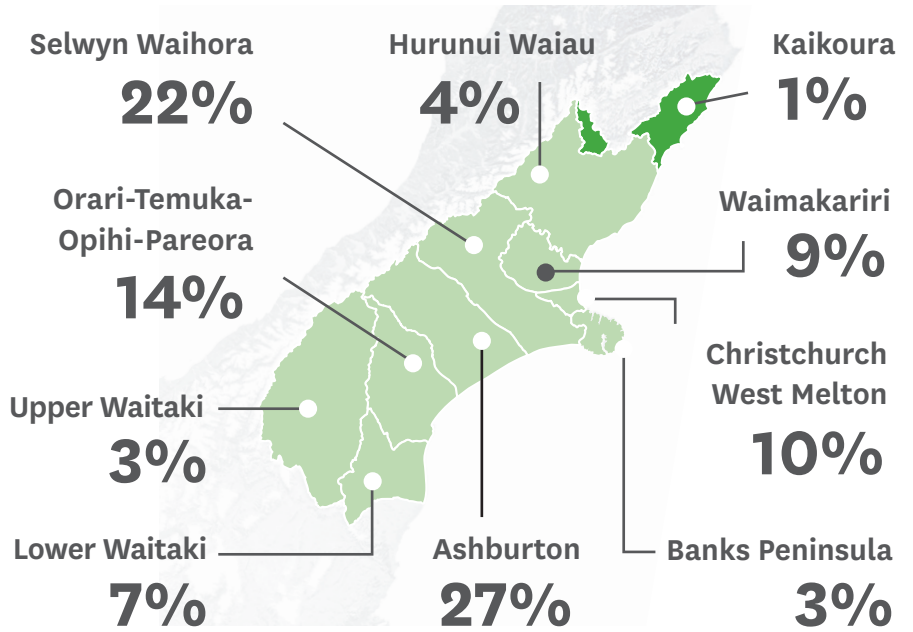 Selwyn Waihora
22%
Hurunui Waiau
4%
Kaikoura
1%
Orari-Temuka-
Opihi-Pareora
14%
Waimakariri
9%
Christchurch
West Melton
10%
Upper Waitaki
3%
Lower Waitaki
7%
Ashburton
27%
Banks Peninsula
3%